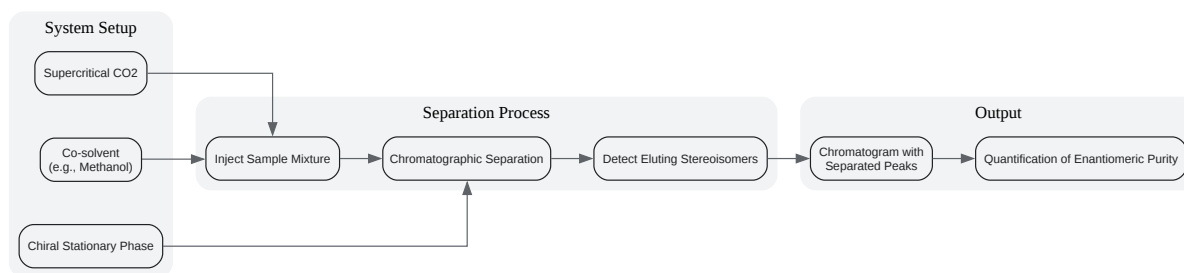 System Setup
Supercritical CO2
Co-solvent
(e.g., Methanol)
Chiral Stationary Phase
Separation Process
Inject Sample Mixture
Chromatographic Separation
Detect Eluting Stereoisomers
Output
Chromatogram with
Separated Peaks
Quantification of Enantiomeric Purity